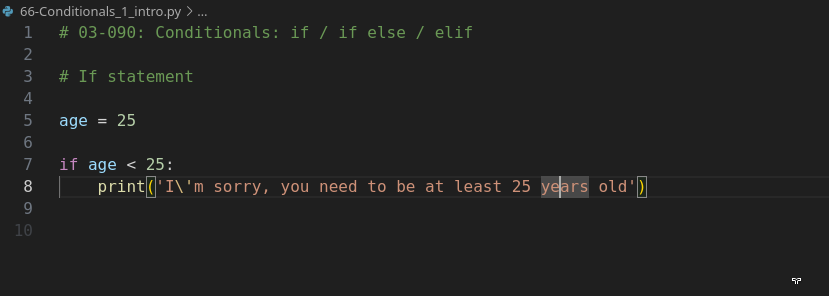 66-Conditionals_1_intro.py > ...
1 # 03-090: Conditionals: if / if else / elif
2
3 # If statement
4
5 age = 25
6
7 if age < 25:
8     print('I\'m sorry, you need to be at least 25 years old')
9
10